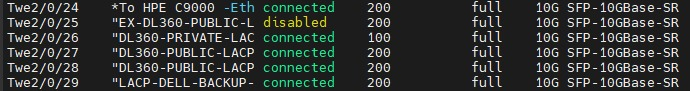 Twe2/0/24 *To HPE C9000 -Eth connected 200 full 10G SFP-10GBase-SR
Twe2/0/25 "EX-DL360-PUBLIC-L disabled 200 full 10G SFP-10GBase-SR
Twe2/0/26 "DL360-PRIVATE-LAC connected 100 full 10G SFP-10GBase-SR
Twe2/0/27 "DL360-PUBLIC-LACP connected 200 full 10G SFP-10GBase-SR
Twe2/0/28 "DL360-PUBLIC-LACP connected 200 full 10G SFP-10GBase-SR
Twe2/0/29 "LACP-DELL-BACKUP- connected 200 full 10G SFP-10GBase-SR